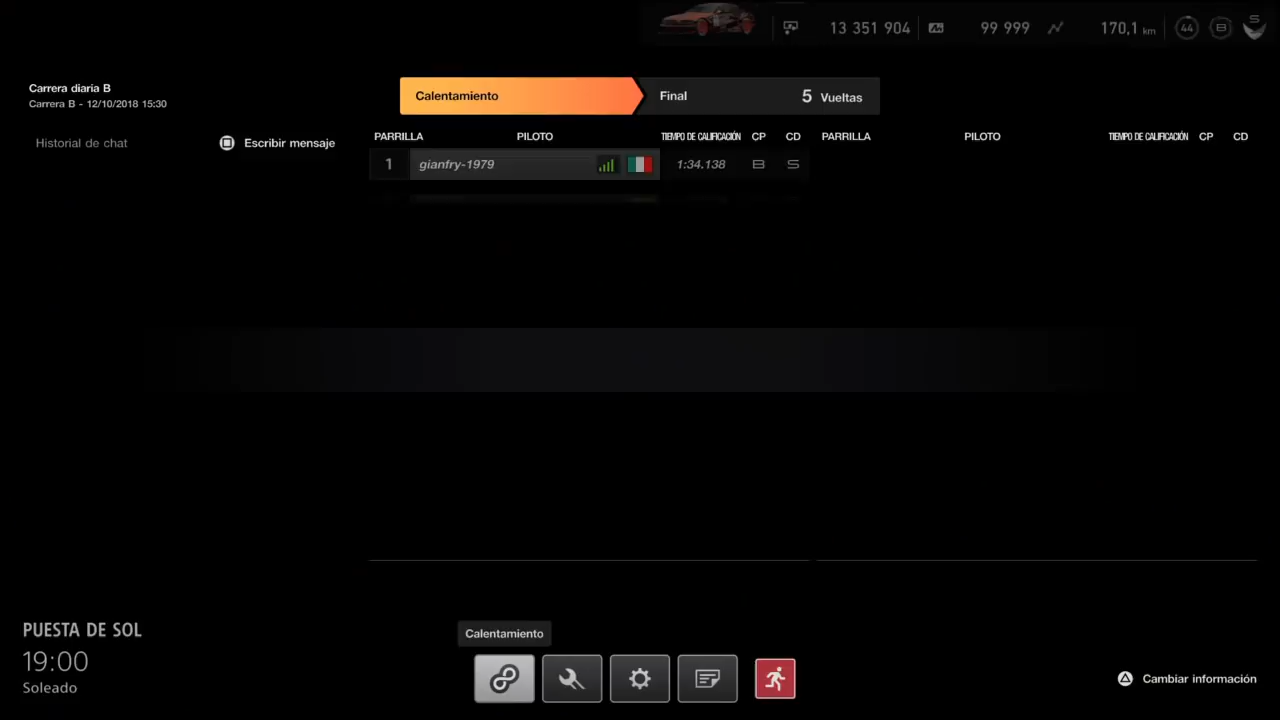 13 351 904
99 999
170,1 km
44
B
S
Carrera diaria B
Carrera B - 12/10/2018 15:30
Calentamiento
Final
5 Vueltas
Historial de chat
Escribir mensaje
PARRILLA PILOTO TIEMPO DE CALIFICACIÓN CP CD PARRILLA PILOTO TIEMPO DE CALIFICACIÓN CP CD
1 gianfry-1979 1:34.138 B S
PUESTA DE SOL
19:00
Soleado
Calentamiento
Cambiar información